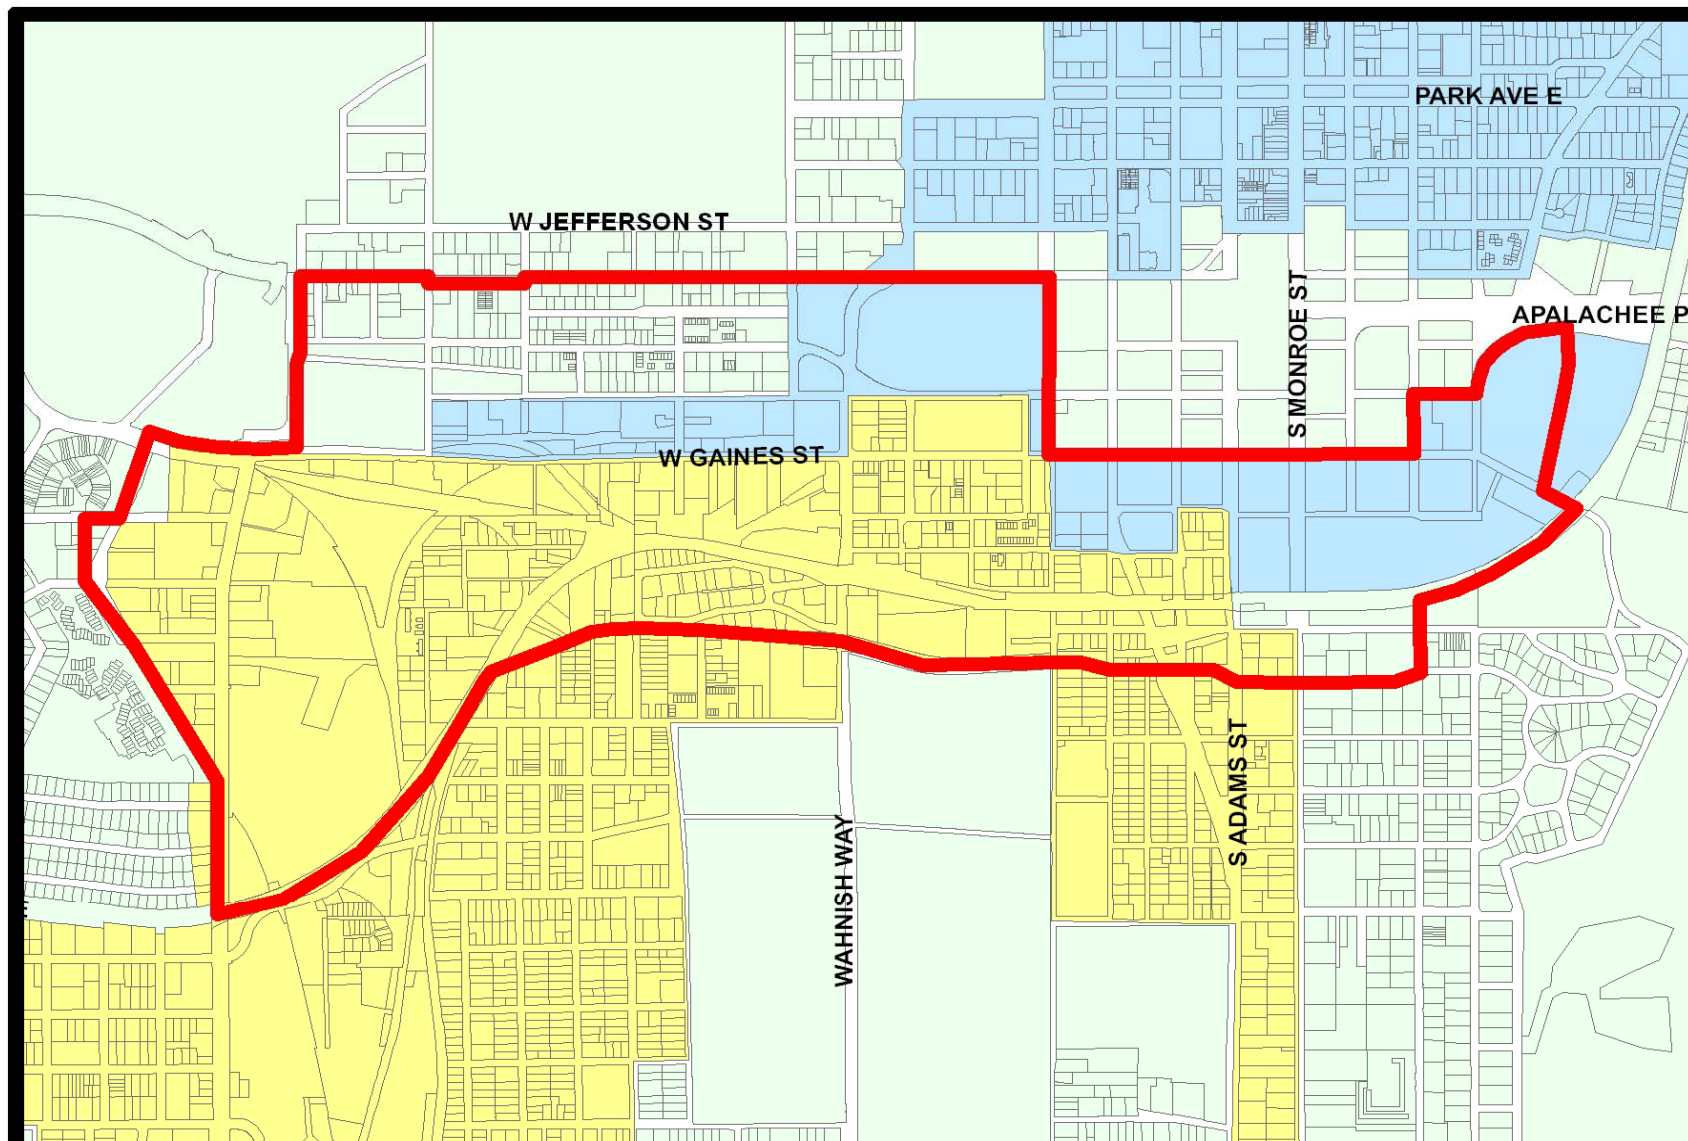 PARK AVE E
W JEFFERSON ST
S MONROE ST
APALACHEE P
W GAINES ST
S ADAMS ST
WAHNISH WAY